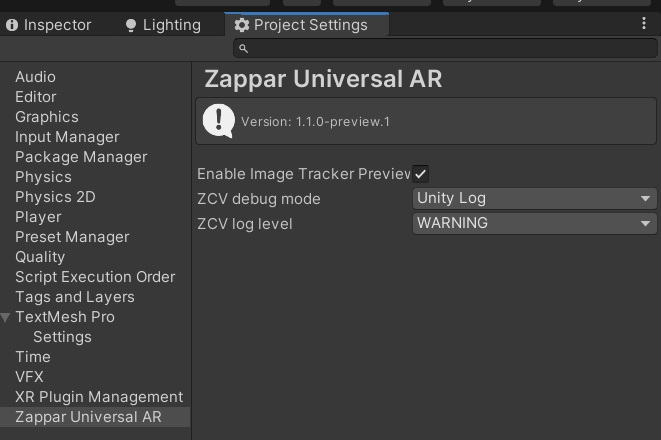 Inspector
Lighting
Project Settings
Audio
Editor
Graphics
Input Manager
Package Manager
Physics
Physics 2D
Player
Preset Manager
Quality
Script Execution Order
Tags and Layers
TextMesh Pro
Settings
Time
VFX
XR Plugin Management
Zappar Universal AR
Zappar Universal AR
Version: 1.1.0-preview.1
Enable Image Tracker Preview
ZCV debug mode
Unity Log
ZCV log level
WARNING